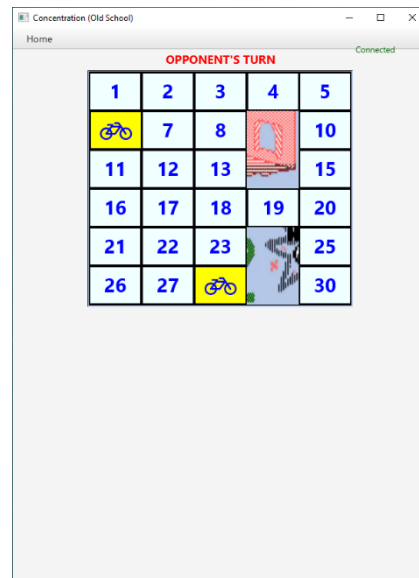 Concentration (Old School)
Home
Connected
OPPONENT'S TURN
1 2 3 4 5
7 8 10
11 12 13 15
16 17 18 19 20
21 22 23 25
26 27 30